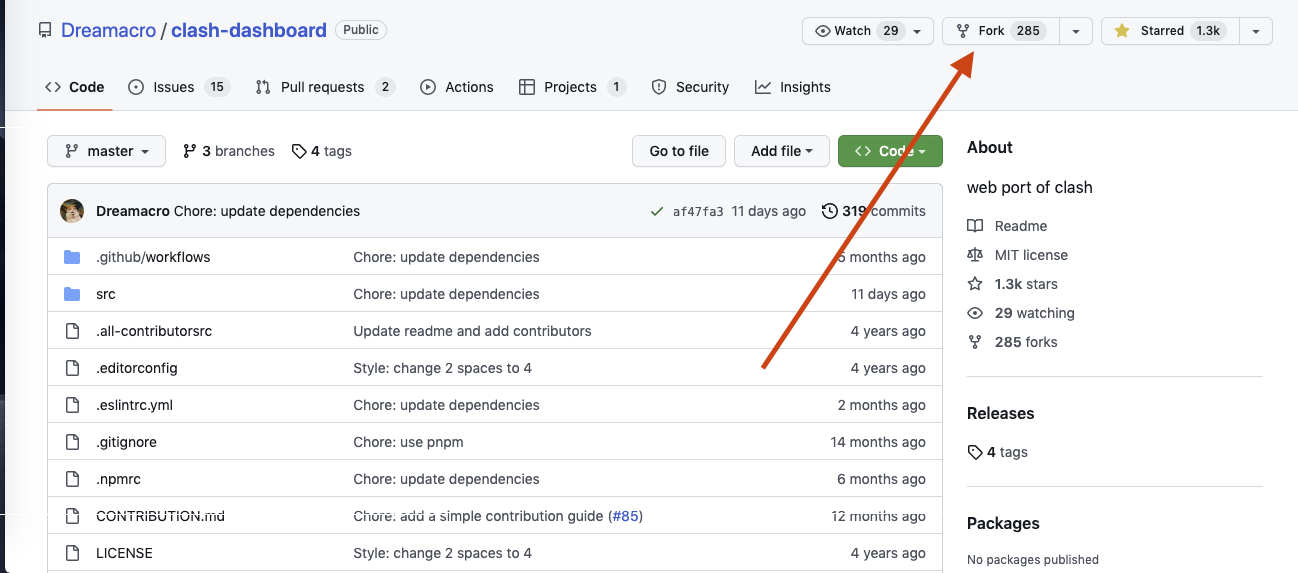 Dreamacro / clash-dashboard Public Watch 29 Fork 285 Starred 1.3k
Code Issues 15 Pull requests 2 Actions Projects 1 Security Insights
master 3 branches 4 tags Go to file Add file Code
Dreamacro Chore: update dependencies af47fa3 11 days ago 319 commits
.github/workflows Chore: update dependencies 5 months ago
src Chore: update dependencies 11 days ago
.all-contributorsrc Update readme and add contributors 4 years ago
.editorconfig Style: change 2 spaces to 4 4 years ago
.eslintrc.yml Chore: update dependencies 2 months ago
.gitignore Chore: use pnpm 14 months ago
.npmrc Chore: update dependencies 6 months ago
CONTRIBUTION.md Chore: add a simple contribution guide (#85) 12 months ago
LICENSE Style: change 2 spaces to 4 4 years ago
About
web port of clash
Readme
MIT license
1.3k stars
29 watching
285 forks
Releases
4 tags
Packages
No packages published